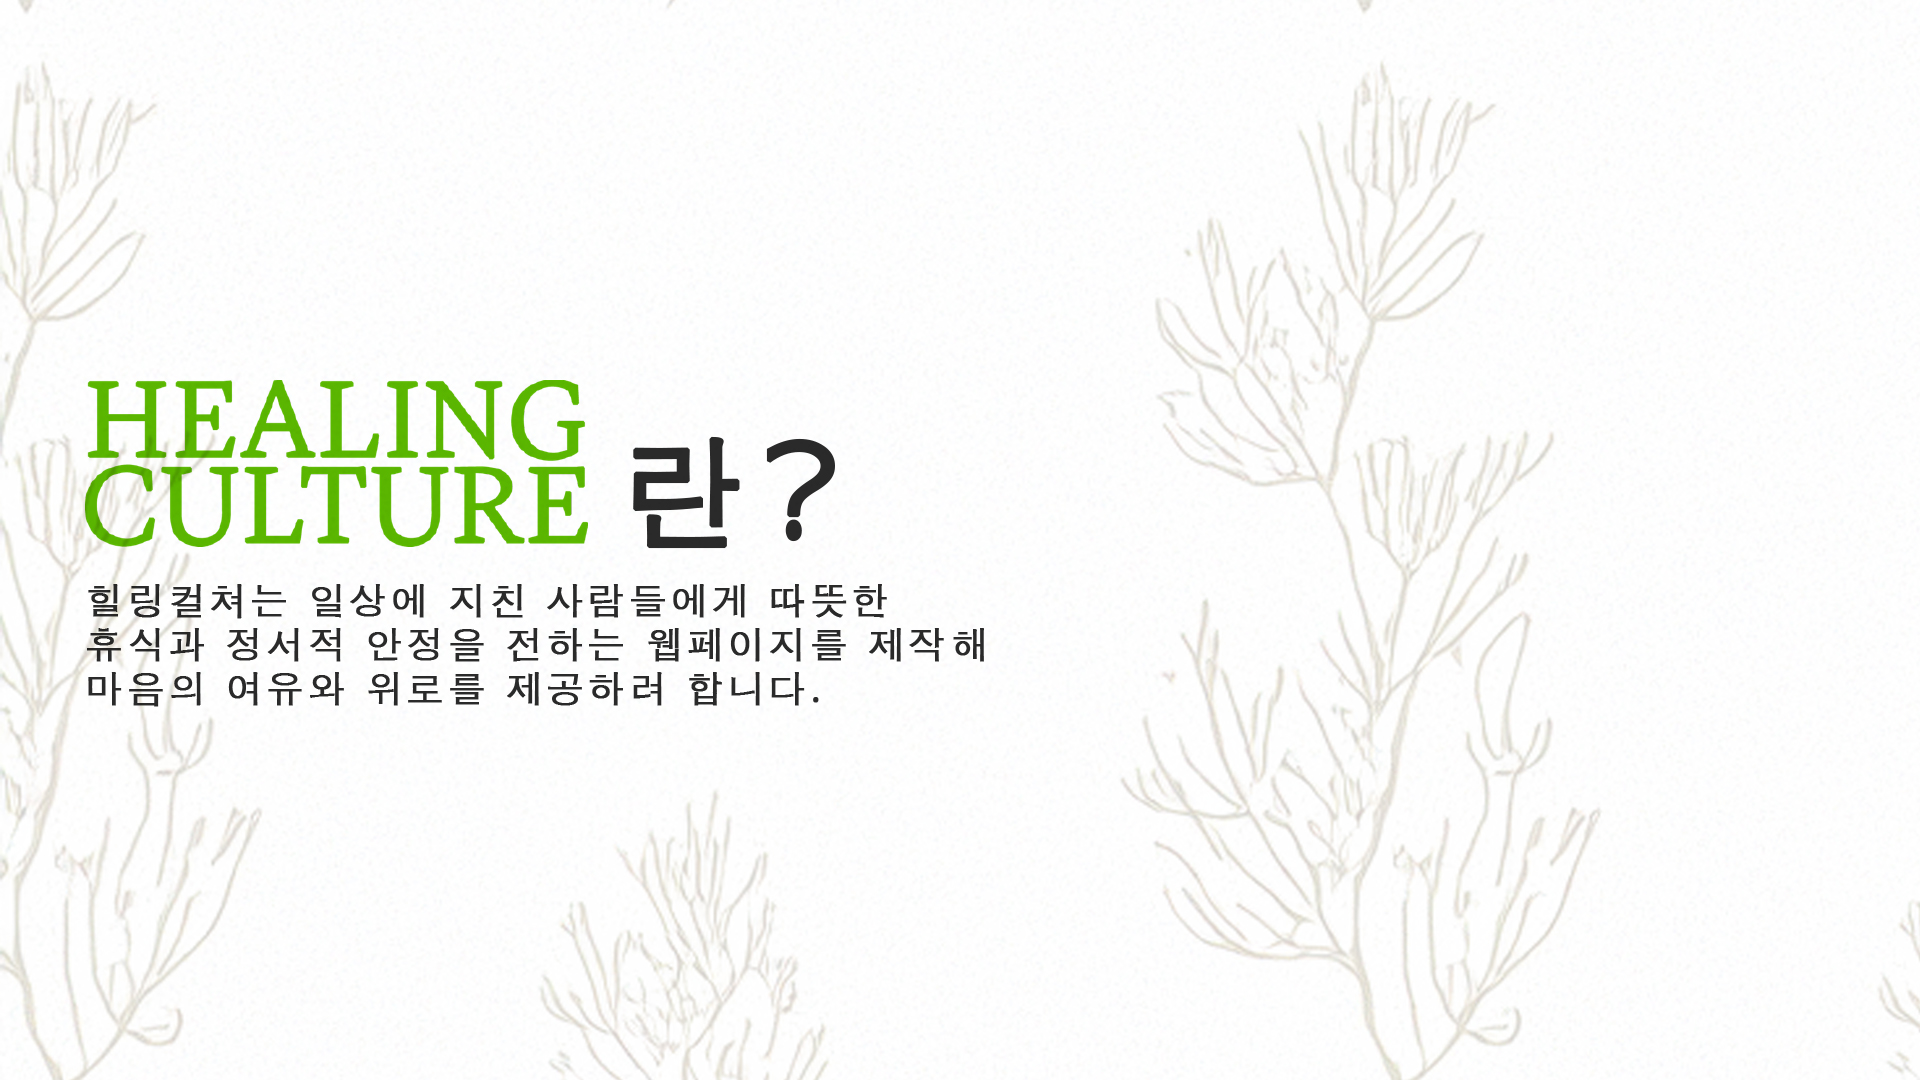 HEALING
CULTURE 란?
힐링컬쳐는 일상에 지친 사람들에게 따뜻한
휴식과 정서적 안정을 전하는 웹페이지를 제작해
마음의 여유와 위로를 제공하려 합니다.